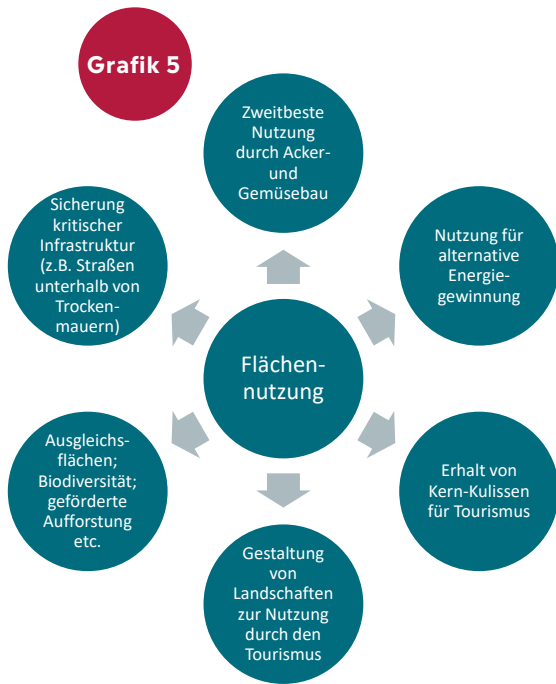 Grafik 5
Zweitbeste
Nutzung
durch Acker-
und
Gemüsebau
Sicherung
kritischer
Infrastruktur
(z.B. Straßen
unterhalb von
Trocken-
mauern)
Nutzung für
alternative
Energie-
gewinnung
Flächen-
nutzung
Ausgleichs-
flächen;
Biodiversität;
geförderte
Aufforstung
etc.
Erhalt von
Kern-Kulissen
für Tourismus
Gestaltung
von
Landschaften
zur Nutzung
durch den
Tourismus